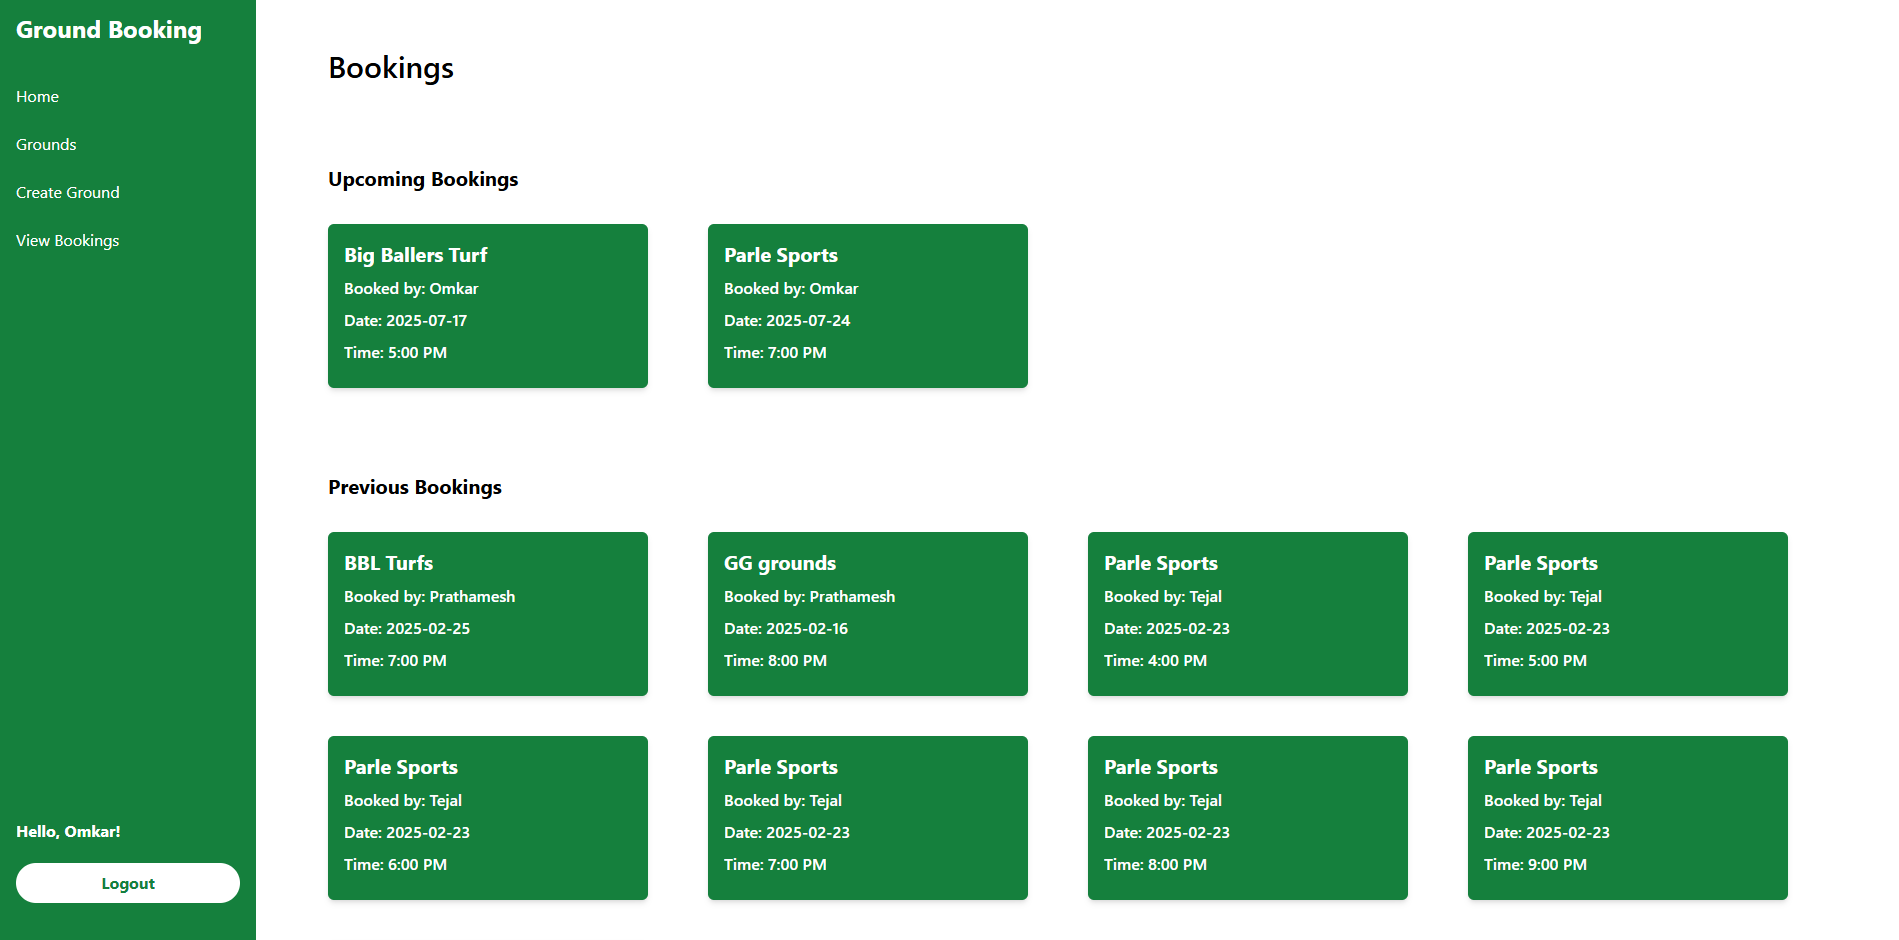 Ground Booking
Home
Grounds
Create Ground
View Bookings
Hello, Omkar!
Logout
Bookings
Upcoming Bookings
Big Ballers Turf
Booked by: Omkar
Date: 2025-07-17
Time: 5:00 PM
Parle Sports
Booked by: Omkar
Date: 2025-07-24
Time: 7:00 PM
Previous Bookings
BBL Turfs
Booked by: Prathamesh
Date: 2025-02-25
Time: 7:00 PM
GG grounds
Booked by: Prathamesh
Date: 2025-02-16
Time: 8:00 PM
Parle Sports
Booked by: Tejal
Date: 2025-02-23
Time: 4:00 PM
Parle Sports
Booked by: Tejal
Date: 2025-02-23
Time: 5:00 PM
Parle Sports
Booked by: Tejal
Date: 2025-02-23
Time: 6:00 PM
Parle Sports
Booked by: Tejal
Date: 2025-02-23
Time: 7:00 PM
Parle Sports
Booked by: Tejal
Date: 2025-02-23
Time: 8:00 PM
Parle Sports
Booked by: Tejal
Date: 2025-02-23
Time: 9:00 PM